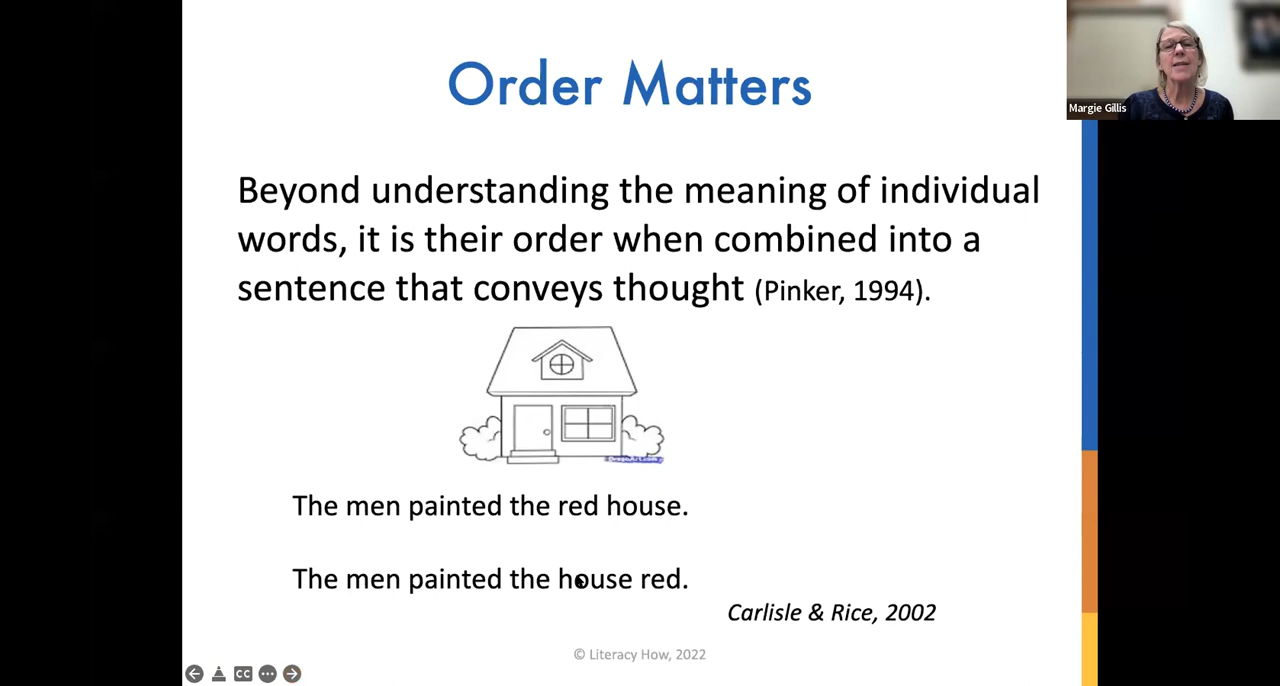 Order Matters
Margie Gillis
Beyond understanding the meaning of individual
words, it is their order when combined into a
sentence that conveys thought (Pinker, 1994).
The men painted the red house.
The men painted the house red.
Carlisle & Rice, 2002
© Literacy How, 2022
CC